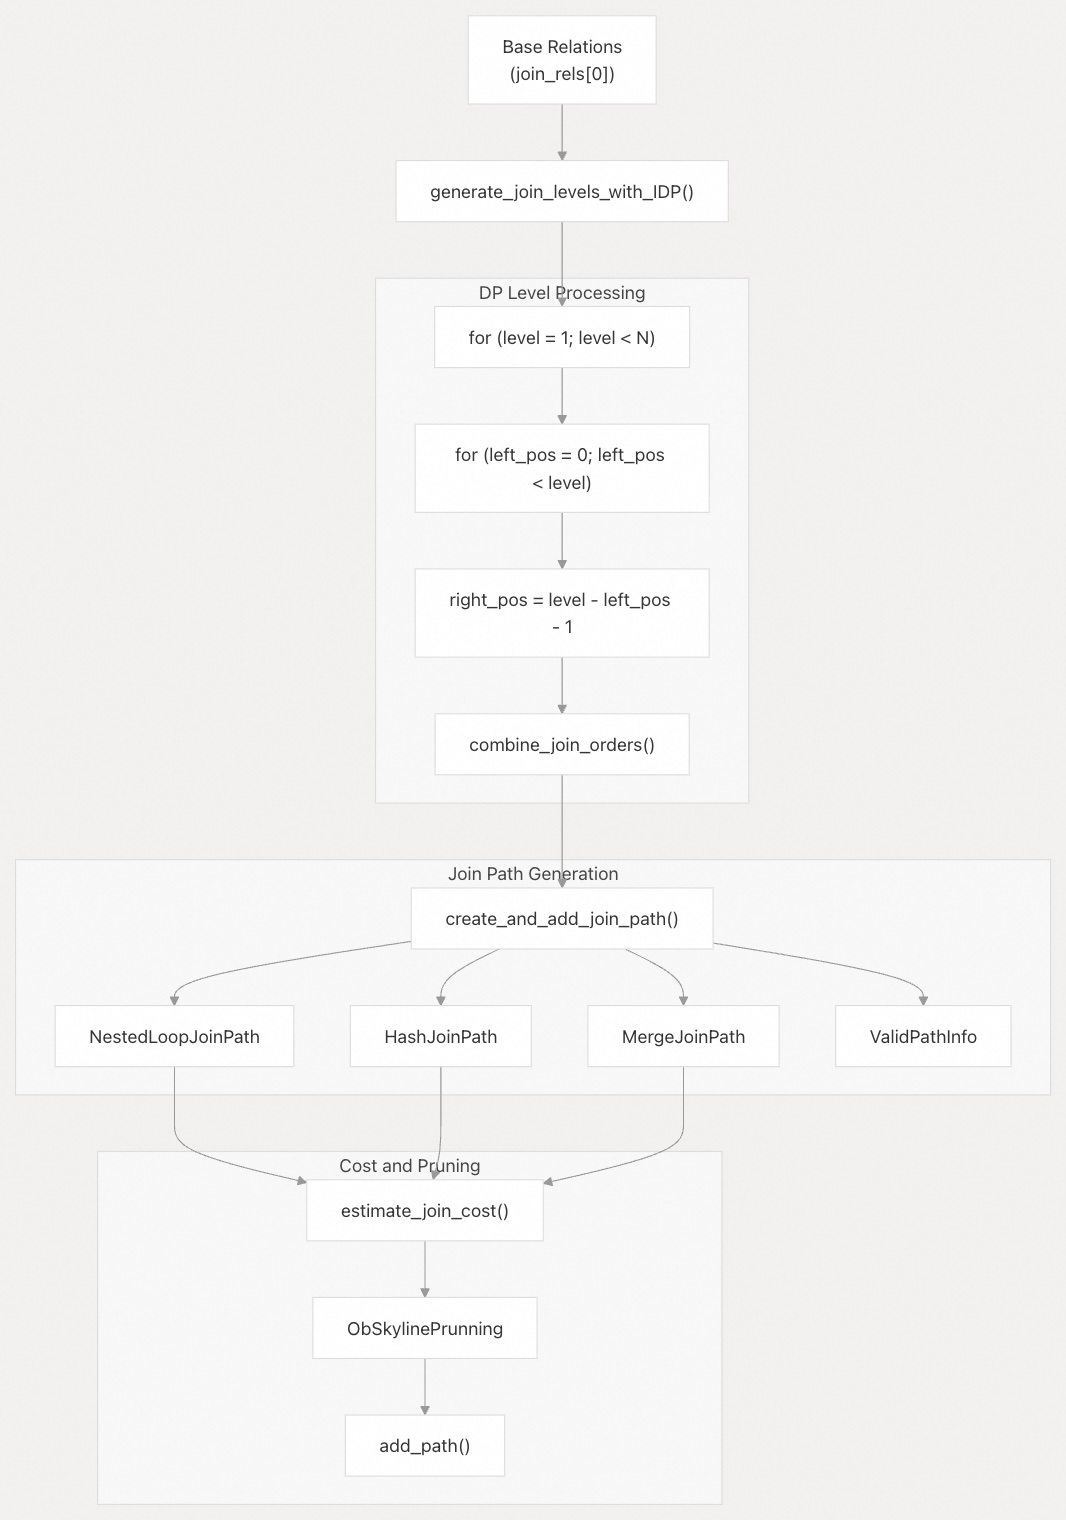 Base Relations
(join_rels[0])
generate_join_levels_with_IDP()
DP Level Processing
for (level = 1; level < N)
for (left_pos = 0; left_pos
< level)
right_pos = level - left_pos
- 1
combine_join_orders()
Join Path Generation
create_and_add_join_path()
NestedLoopJoinPath
HashJoinPath
MergeJoinPath
ValidPathInfo
Cost and Pruning
estimate_join_cost()
ObSkylinePrunning
add_path()